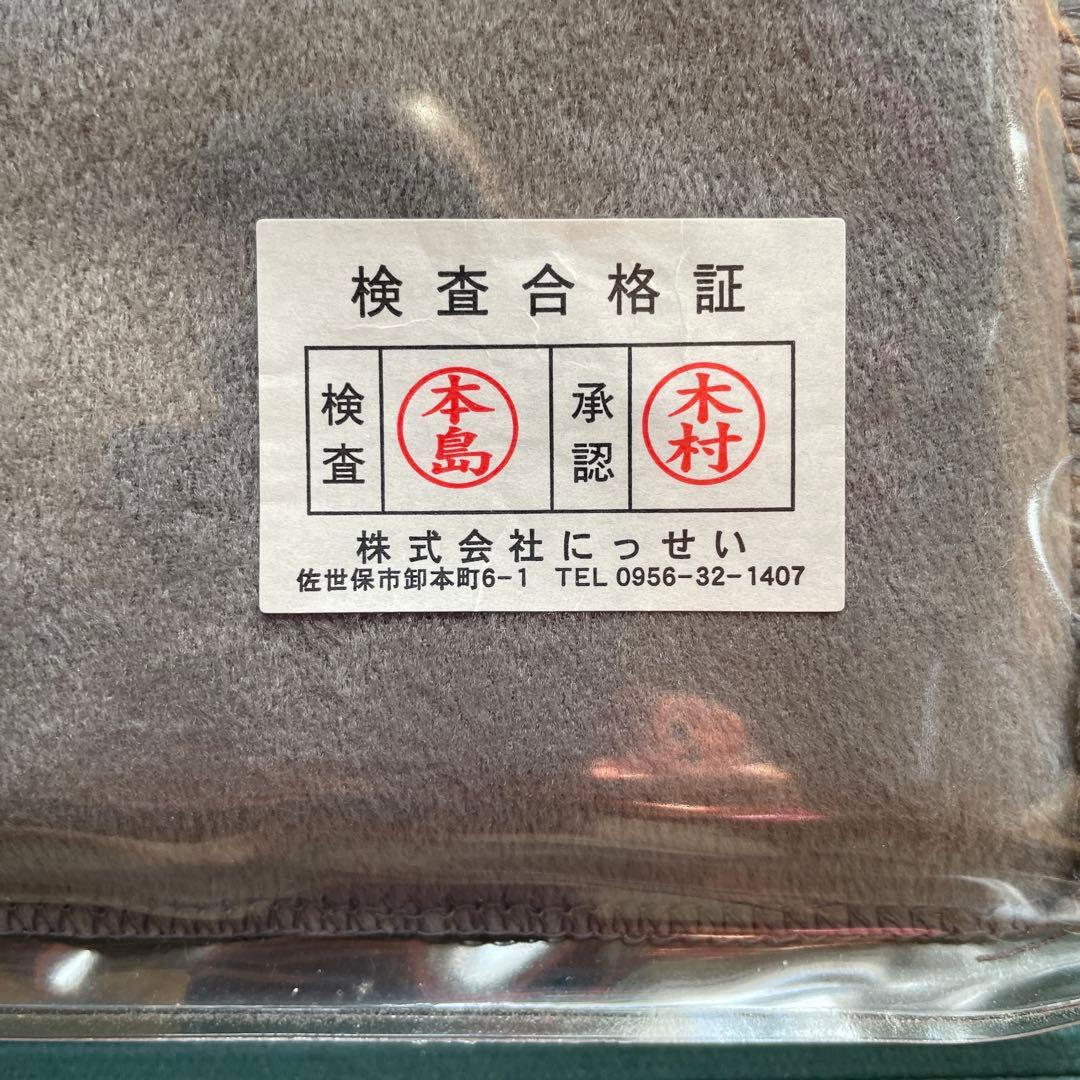 検査合格証
検査 本島 承認 木村
株式会社にっせい
佐世保市卸本町6-1 TEL 0956-32-1407